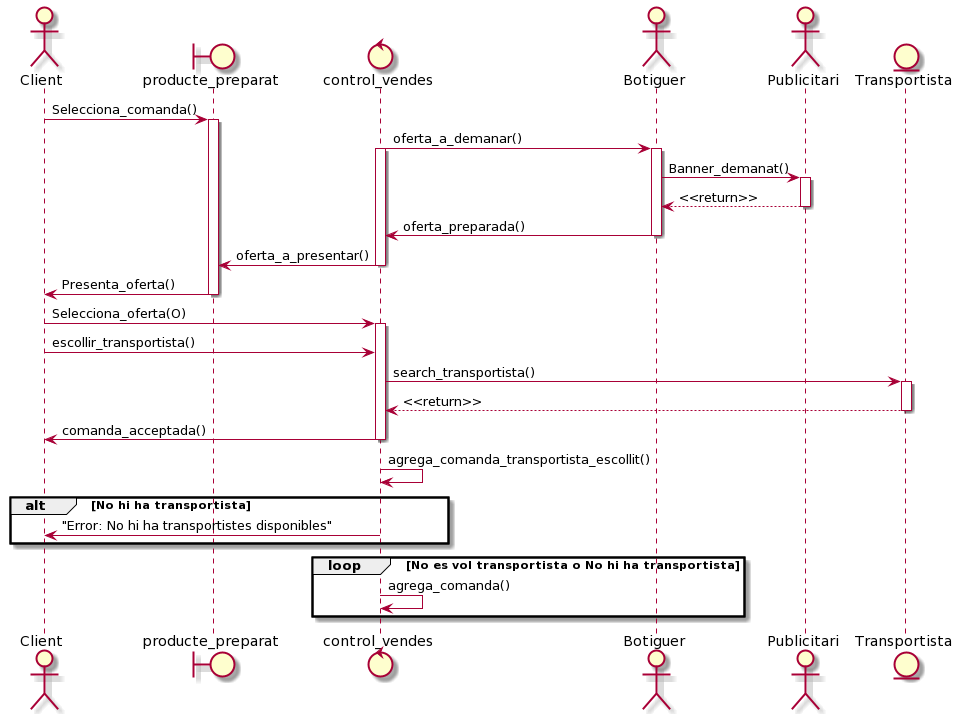 Client
producte_preparat
control_vendes
Botiguer
Publicitari
Transportista
Selecciona_comanda()
oferta_a_demanar()
Banner_demanat()
<<return>>
oferta_preparada()
oferta_a_presentar()
Presenta_oferta()
Selecciona_oferta(O)
escollir_transportista()
search_transportista()
<<return>>
comanda_acceptada()
agrega_comanda_transportista_escollit()
alt [No hi ha transportista]
"Error: No hi ha transportistes disponibles"
loop [No es vol transportista o No hi ha transportista]
agrega_comanda()
Client
producte_preparat
control_vendes
Botiguer
Publicitari
Transportista